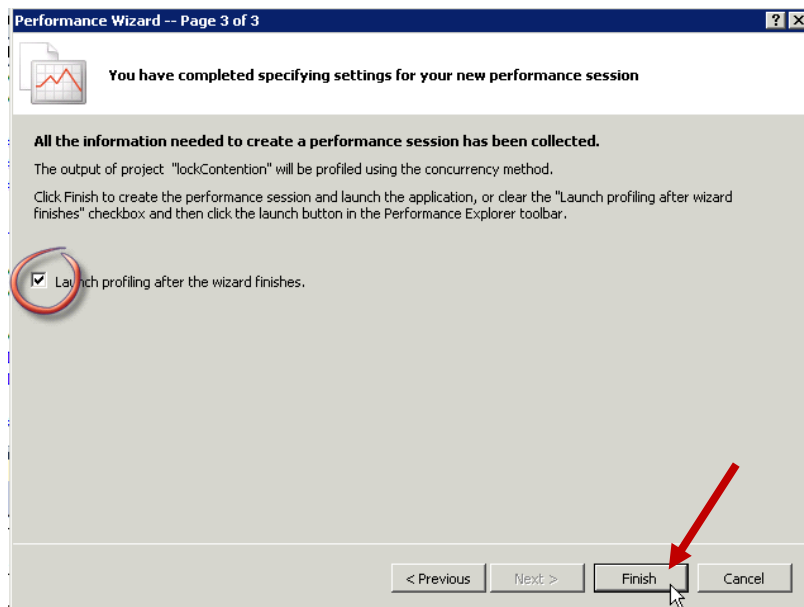 Performance Wizard -- Page 3 of 3
You have completed specifying settings for your new performance session
All the information needed to create a performance session has been collected.
The output of project "lockContention" will be profiled using the concurrency method.
Click Finish to create the performance session and launch the application, or clear the "Launch profiling after wizard
finishes" checkbox and then click the launch button in the Performance Explorer toolbar.
Launch profiling after the wizard finishes.
< Previous Next > Finish Cancel